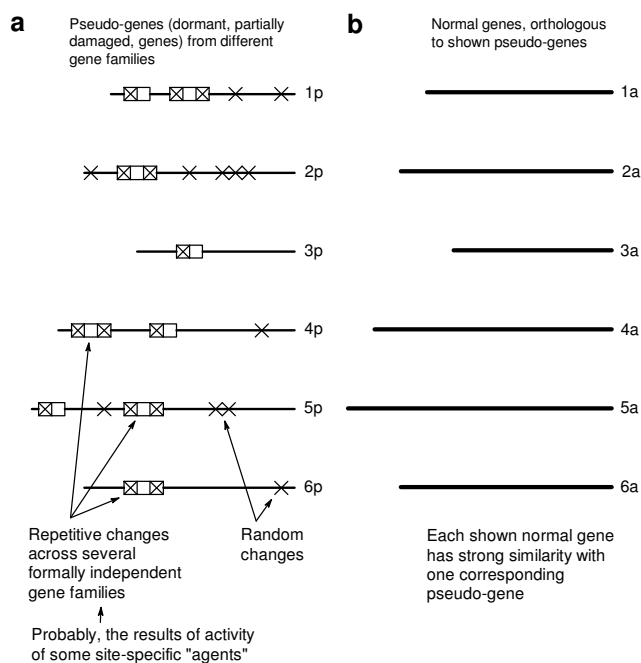 a
Pseudo-genes (dormant, partially
damaged, genes) from different
gene families
1p
2p
3p
4p
5p
6p
Repetitive changes
across several
formally independent
gene families
Random
changes
Probably, the results of activity
of some site-specific "agents"
b
Normal genes, orthologous
to shown pseudo-genes
1a
2a
3a
4a
5a
6a
Each shown normal gene
has strong similarity with
one corresponding
pseudo-gene